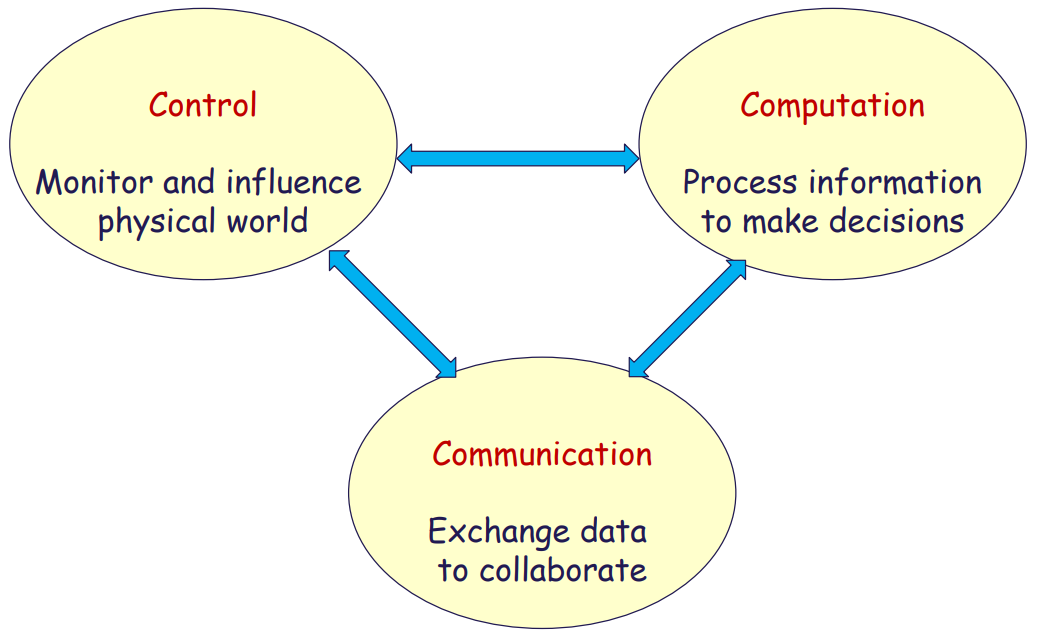 Control
Monitor and influence
physical world
Computation
Process information
to make decisions
Communication
Exchange data
to collaborate